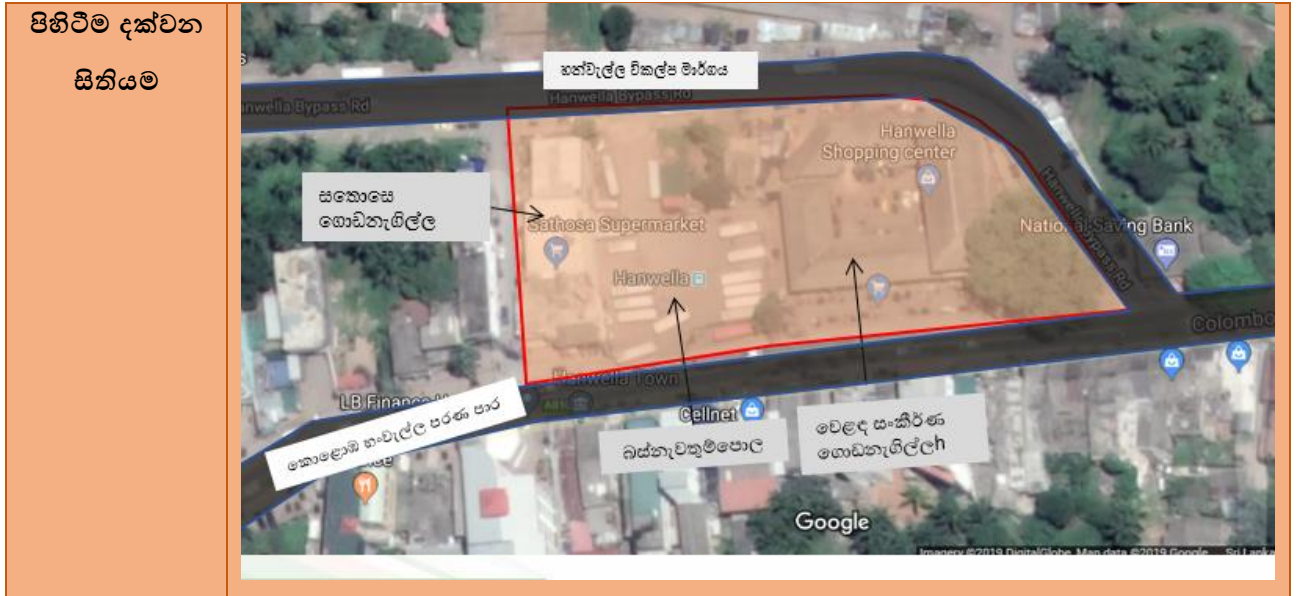 පිහිටීම දක්වන
සිතියම
හන්වැල්ල විකල්ප මාර්ගය
Hanwella Bypass Rd
Hanwella
Shopping center
සතොසෙ
ගොඩනැගිල්ල
Sathosa Supermarket
National Saving Bank
Hanwella Bypass Rd
Hanwella
Colombo
Hanwella Town
LB Finance
කොළොඹ හංවැල්ල පරණ පාර
Cellnet
බස්නැවතුම්පොල
වෙළඳ සංකීර්ණ
ගොඩනැගිල්ලh
Google
Imagery ©2019 DigitalGlobe, Map data ©2019 Google Sri Lanka